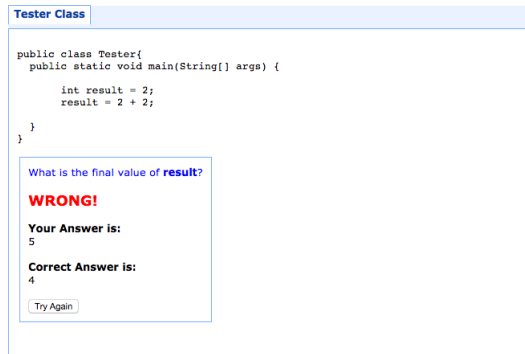 Tester Class
public class Tester{
public static void main(String[] args) {
int result = 2;
result = 2 + 2;
}
}
What is the final value of result?
WRONG!
Your Answer is:
5
Correct Answer is:
4
Try Again